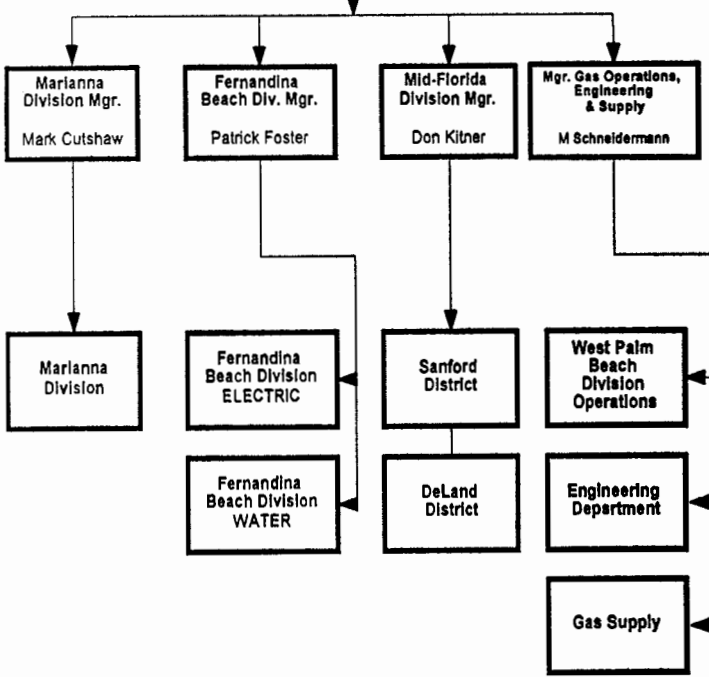 Marianna
Division Mgr.
Mark Cutshaw
Fernandina
Beach Div. Mgr.
Patrick Foster
Mid-Florida
Division Mgr.
Don Kitner
Mgr. Gas Operations,
Engineering
& Supply
M Schneidermann
Marianna
Division
Fernandina
Beach Division
ELECTRIC
Sanford
District
West Palm
Beach
Division
Operations
Fernandina
Beach Division
WATER
DeLand
District
Engineering
Department
Gas Supply